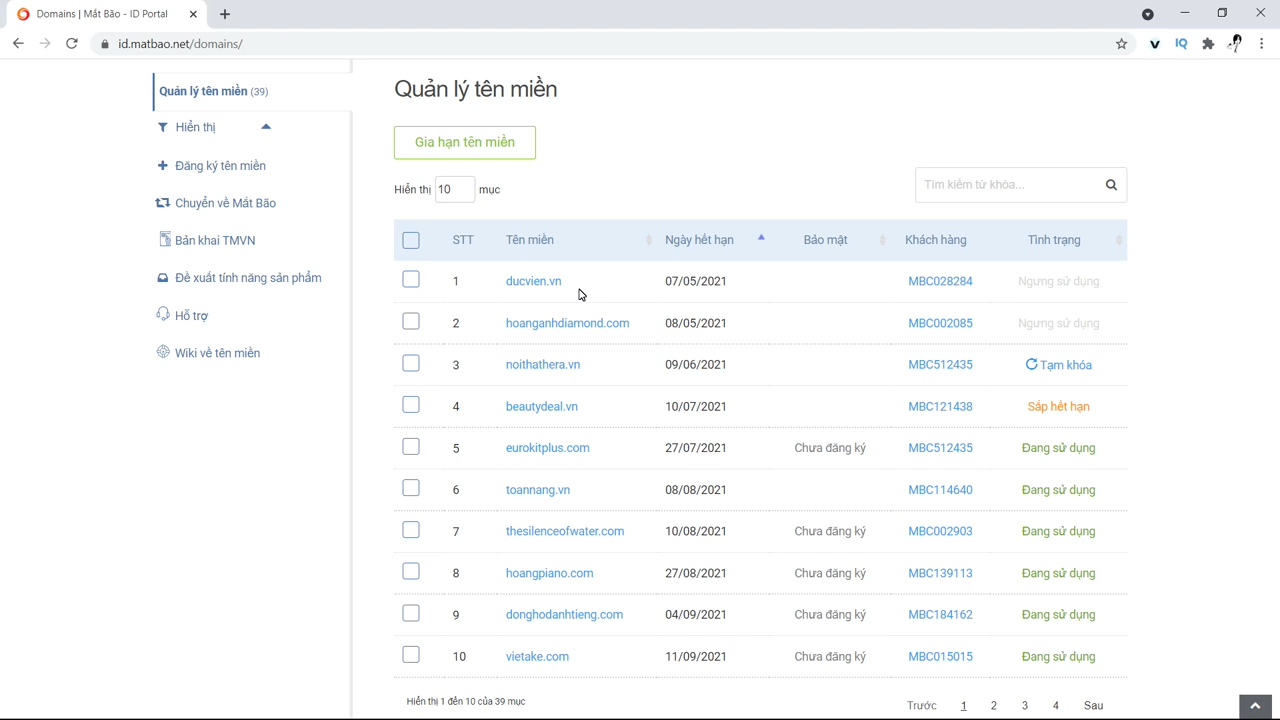 Domains | Mắt Bão - ID Portal
id.matbao.net/domains/
Quản lý tên miền (39)
Hiển thị
Đăng ký tên miền
Chuyển về Mắt Bão
Bản khai TMVN
Đề xuất tính năng sản phẩm
Hỗ trợ
Wiki về tên miền
Quản lý tên miền
Gia hạn tên miền
Hiển thị 10 mục
Tìm kiếm từ khóa...
STT Tên miền Ngày hết hạn Bảo mật Khách hàng Tình trạng
1 ducvien.vn 07/05/2021 MBC028284 Ngưng sử dụng
2 hoanganhdiamond.com 08/05/2021 MBC002085 Ngưng sử dụng
3 noithathera.vn 09/06/2021 MBC512435 Tạm khóa
4 beautydeal.vn 10/07/2021 MBC121438 Sắp hết hạn
5 eurokitplus.com 27/07/2021 Chưa đăng ký MBC512435 Đang sử dụng
6 toannang.vn 08/08/2021 MBC114640 Đang sử dụng
7 thesilenceofwater.com 10/08/2021 Chưa đăng ký MBC002903 Đang sử dụng
8 hoangpiano.com 27/08/2021 Chưa đăng ký MBC139113 Đang sử dụng
9 donghodanhtieng.com 04/09/2021 Chưa đăng ký MBC184162 Đang sử dụng
10 vietake.com 11/09/2021 Chưa đăng ký MBC015015 Đang sử dụng
Hiển thị 1 đến 10 của 39 mục
Trước 1 2 3 4 Sau